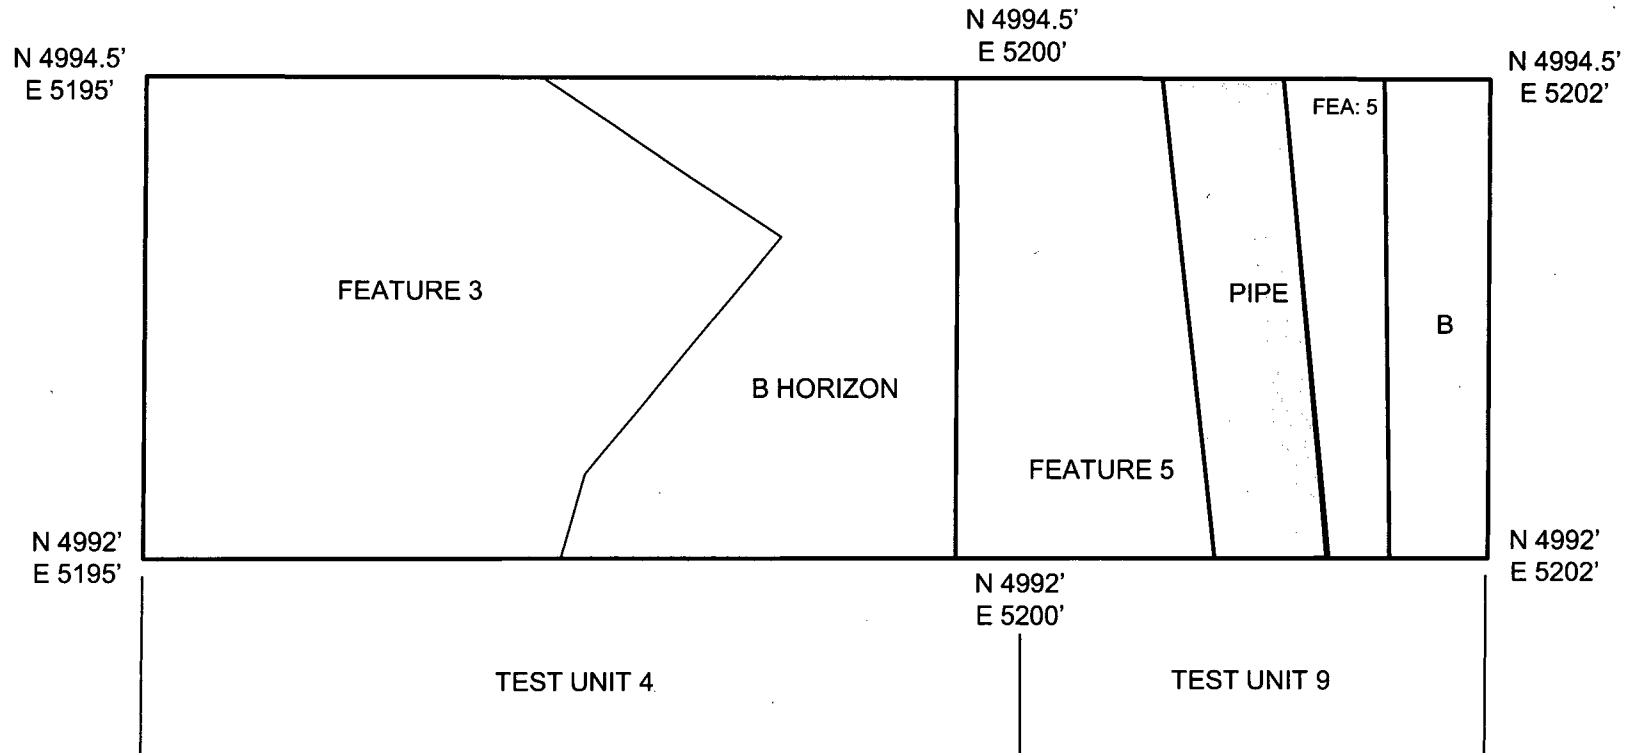 N 4994.5'
E 5200'
N 4994.5'
E 5195'
N 4994.5'
E 5202'
FEA: 5
FEATURE 3
PIPE
B
B HORIZON
FEATURE 5
N 4992'
E 5195'
N 4992'
E 5202'
N 4992'
E 5200'
TEST UNIT 4
TEST UNIT 9